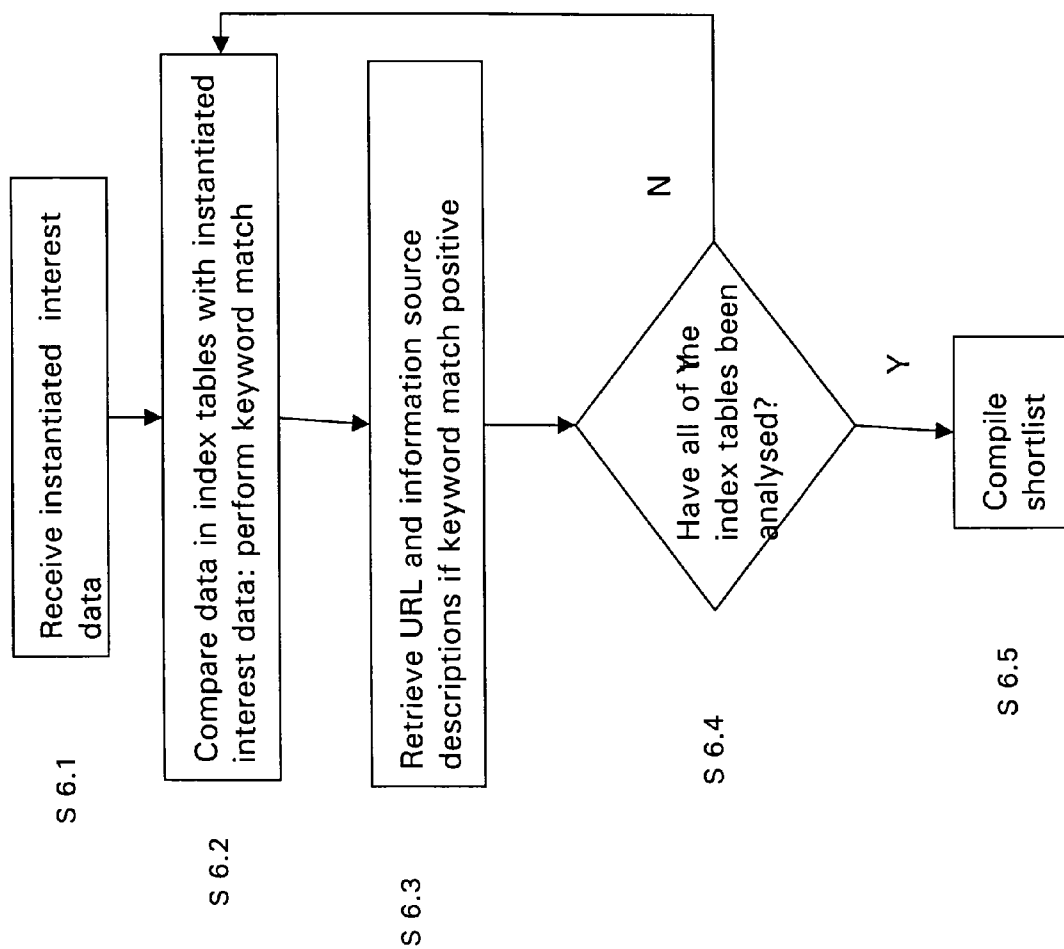 S 6.1
Receive instantiated interest
data
S 6.2
Compare data in index tables with instantiated
interest data: perform keyword match
S 6.3
Retrieve URL and information source
descriptions if keyword match positive
S 6.4
Have all of the
index tables been
analysed?
N
Y
S 6.5
Compile
shortlist